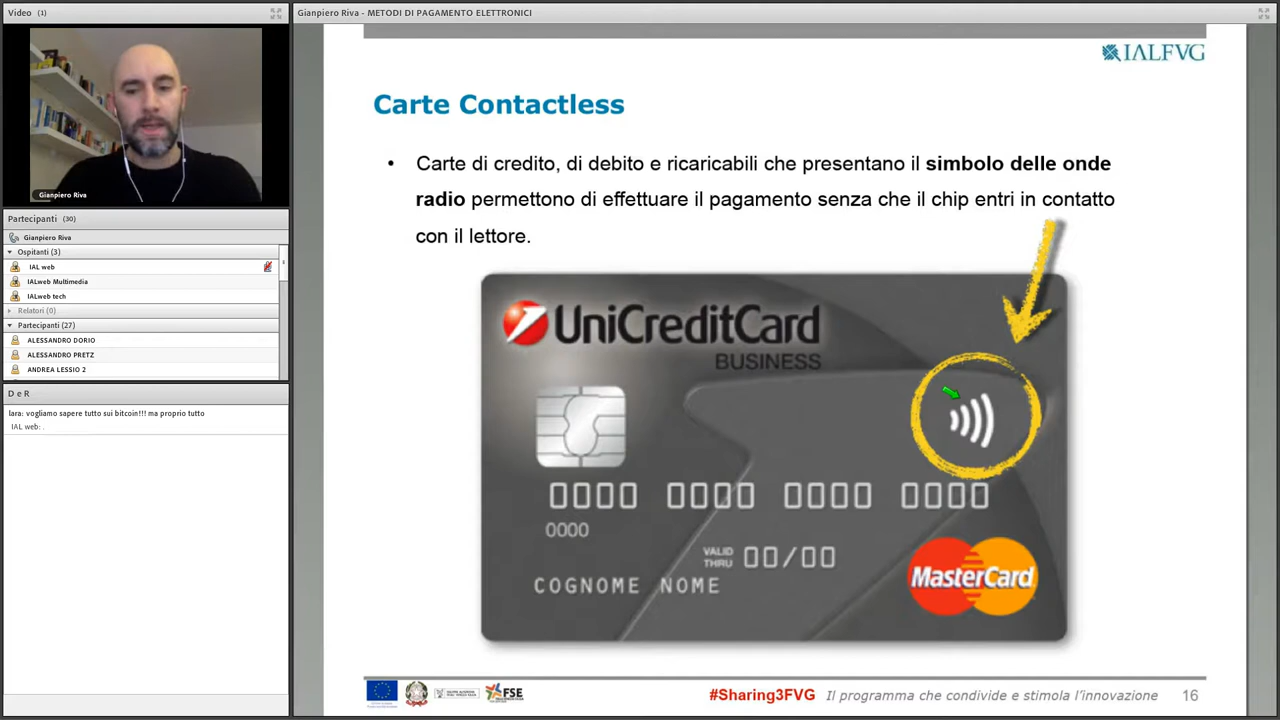 Video (1)
Gianpiero Riva
Partecipanti (30)
Gianpiero Riva
Ospitanti (3)
IAL web
IALweb Multimedia
IALweb tech
Relatori (0)
Partecipanti (27)
ALESSANDRO DORIO
ALESSANDRO PRETZ
ANDREA LESSIO 2
D e R
lara: vogliamo sapere tutto sui bitcoin!!! ma proprio tutto
IAL web: .
Gianpiero Riva - METODI DI PAGAMENTO ELETTRONICI
IALFVG
Carte Contactless
• Carte di credito, di debito e ricaricabili che presentano il simbolo delle onde
radio permettono di effettuare il pagamento senza che il chip entri in contatto
con il lettore.
UniCreditCard
BUSINESS
0000 0000 0000 0000
0000
VALID
THRU 00/00
COGNOME NOME
MasterCard
FSE
#Sharing3FVG Il programma che condivide e stimola l'innovazione 16